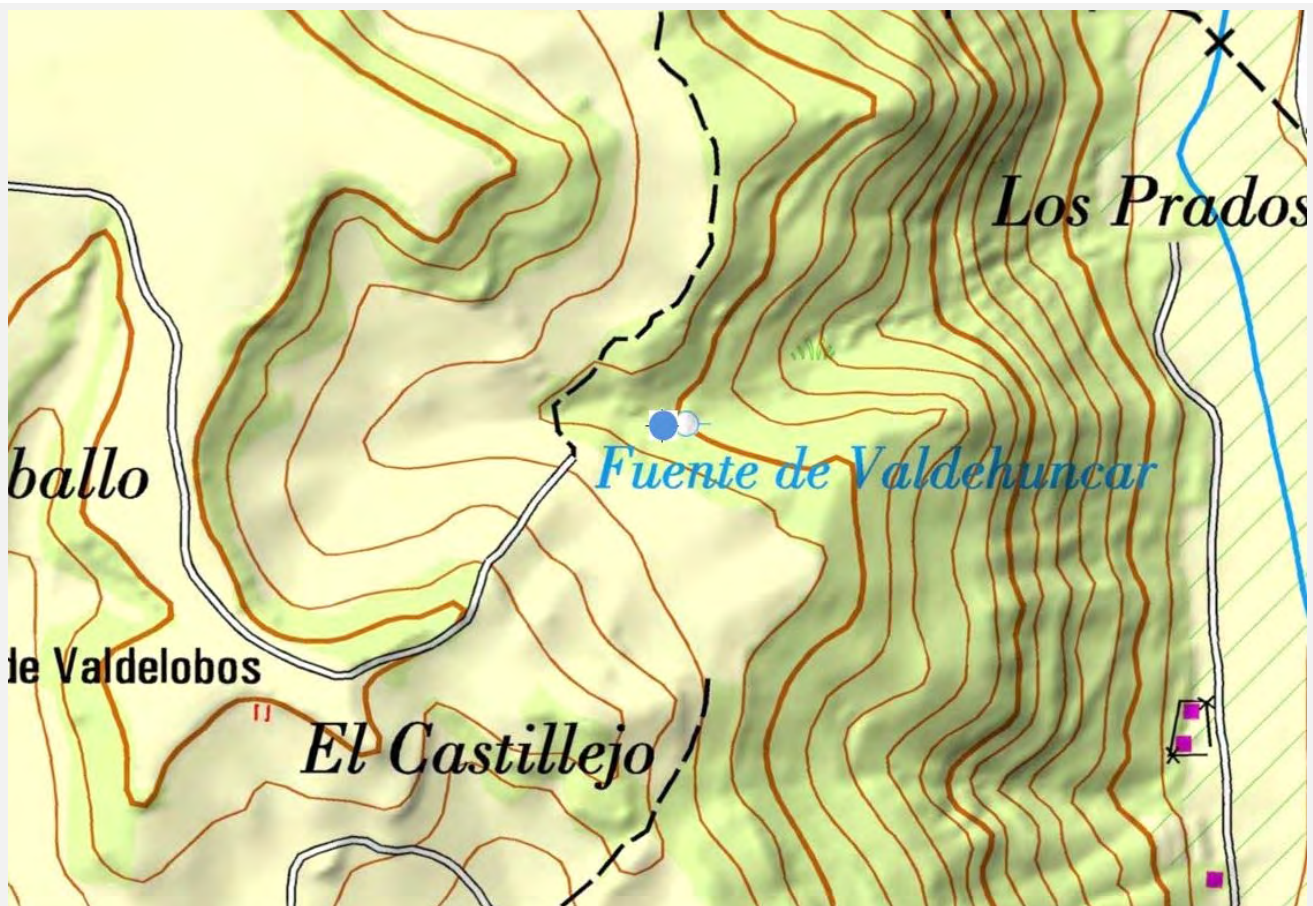 Los Prados
ballo
Fuente de Valdehuncar
de Valdelobos
El Castillejo